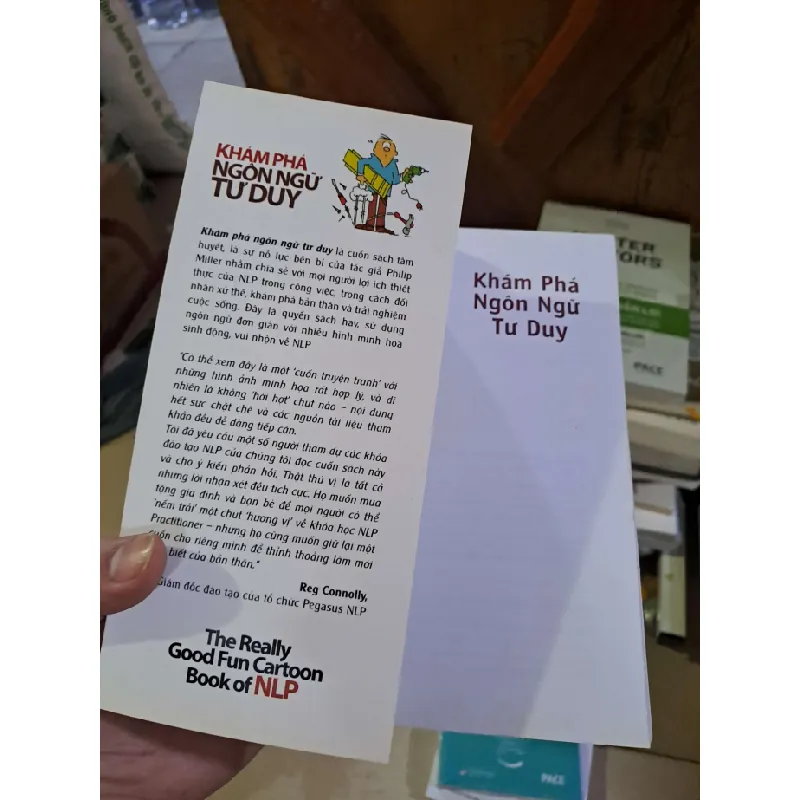 KHÁM PHÁ
NGÔN NGỮ
TƯ DUY
Khám phá ngôn ngữ tư duy là cuốn sách tâm
huyết, là sự nỗ lực bền bỉ của tác giả Philip
Miller nhằm chia sẻ với mọi người lợi ích thiết
thực của NLP trong công việc, trong cách đối
nhân xử thế, khám phá bản thân và trải nghiệm
cuộc sống. Đây là quyển sách hay, sử dụng
ngôn ngữ đơn giản với nhiều hình minh họa
sinh động, vui nhộn về NLP
"Có thể xem đây là một 'cuốn truyện tranh' với
những hình ảnh minh họa rất hợp lý, và dĩ
nhiên là không 'hời hợt' chút nào – nội dung
hết sức chặt chẽ và các nguồn tài liệu tham
khảo đều dễ dàng tiếp cận.
Tôi đã yêu cầu một số người tham dự các khóa
đào tạo NLP của chúng tôi đọc cuốn sách này
và cho ý kiến phản hồi. Thật thú vị là tất cả
những lời nhận xét đều tích cực. Họ muốn mua
tặng gia đình và bạn bè để mọi người có thể
'nếm trải' một chút 'hương vị' về khóa học NLP
Practitioner – nhưng họ cũng muốn giữ lại một
cuốn cho riêng mình để thỉnh thoảng làm mới
biết của bản thân."
Reg Connolly,
Giám đốc đào tạo của tổ chức Pegasus NLP
The Really
Good Fun Cartoon
Book of NLP
Khám Phá
Ngôn Ngữ
Tư Duy
PACE
PACE